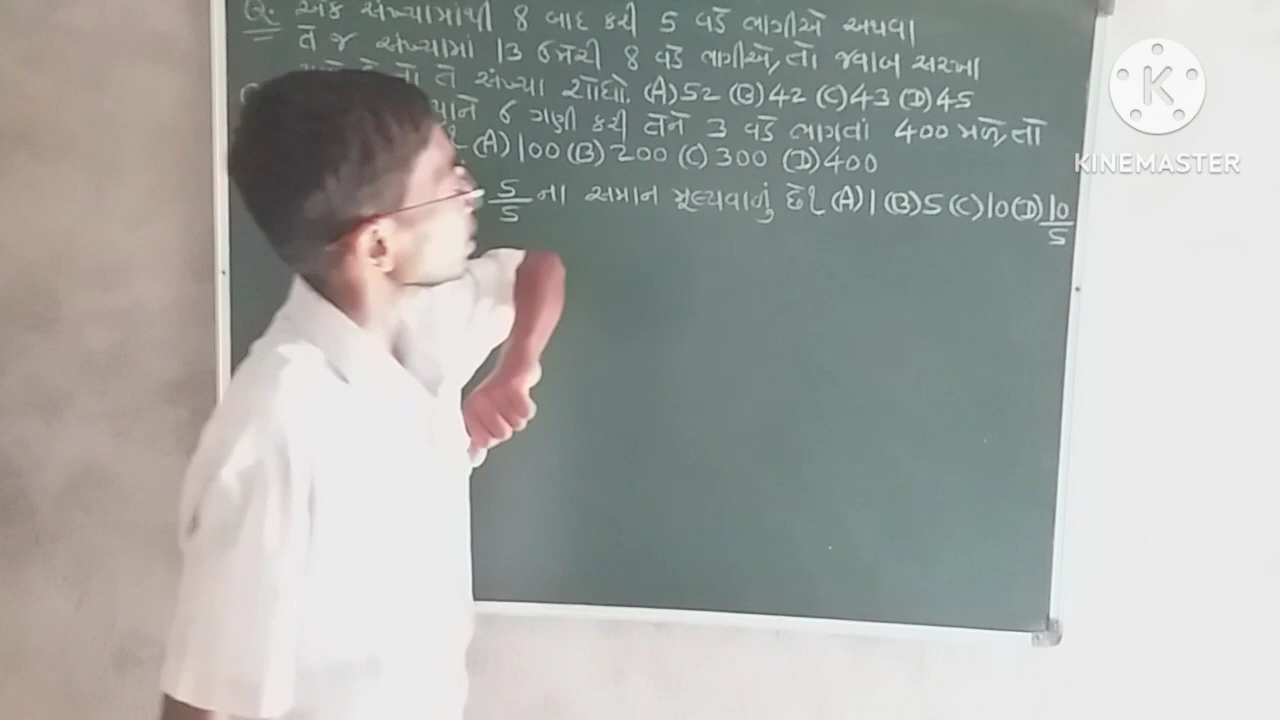 Q. એક સંખ્યામાંથી 8 બાદ કરી 5 વડે ભાગીએ અથવા
તે જ સંખ્યામાં 13 ઉમેરી 8 વડે ભાગીએ, તો જવાબ સરખા
તો તે સંખ્યા શોધો. (A) 52 (B) 42 (C) 43 (D) 45
6 ગણી કરી તેને 3 વડે ભાગતાં 400 મળે, તો
(A) 100 (B) 200 (C) 300 (D) 400
5/5 ના સમાન મૂલ્યવાનું છે? (A) 1 (B) 5 (C) 10 (D) 10/5
K
KINEMASTER